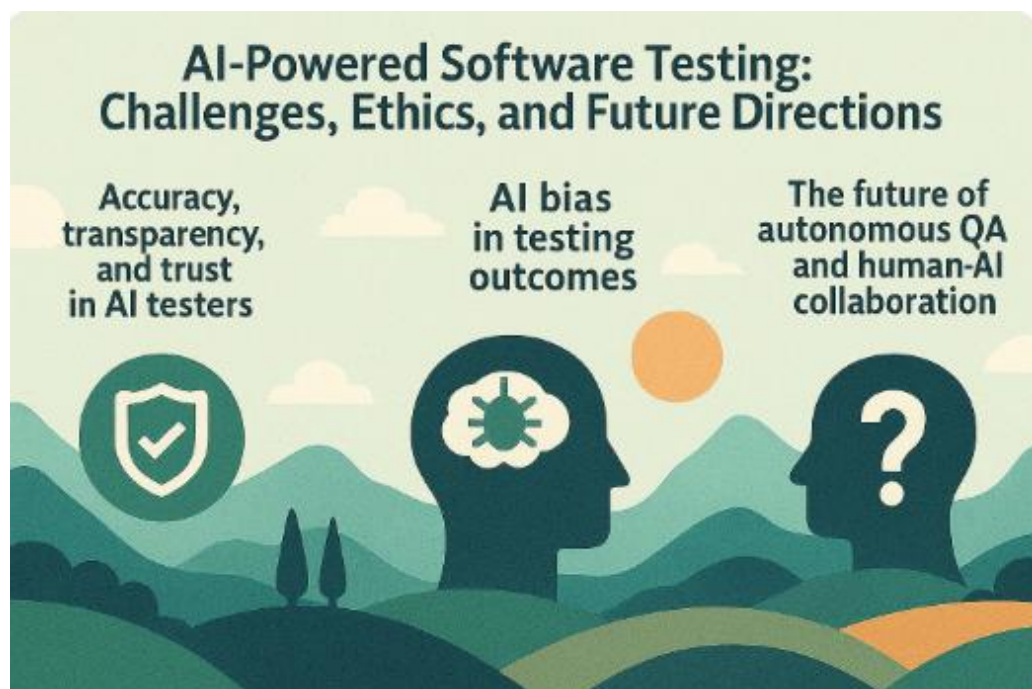 AI-Powered Software Testing:
Challenges, Ethics, and Future Directions
Accuracy,
transparency,
and trust
in AI testers
AI bias
in testing
outcomes
The future of
autonomous QA
and human-AI
collaboration
?